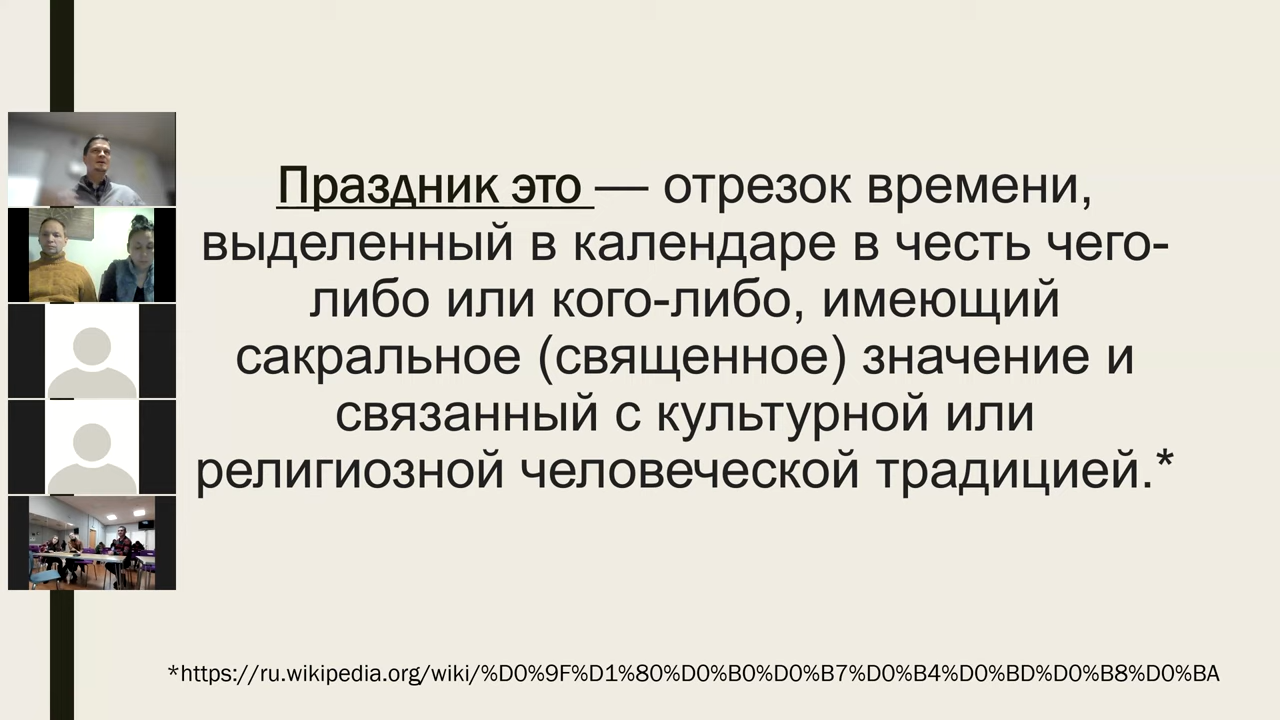 Праздник это — отрезок времени,
выделенный в календаре в честь чего-
либо или кого-либо, имеющий
сакральное (священное) значение и
связанный с культурной или
религиозной человеческой традицией.*
*https://ru.wikipedia.org/wiki/%D0%9F%D1%80%D0%B0%D0%B7%D0%B4%D0%BD%D0%B8%D0%BA